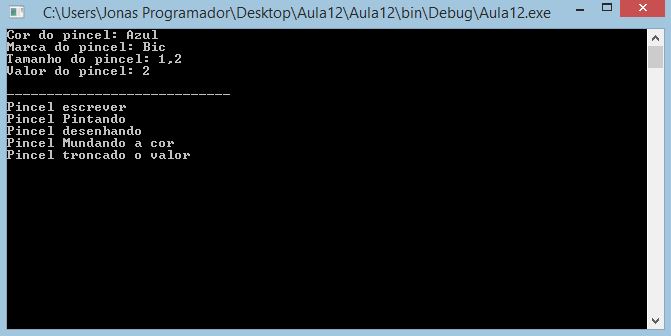 C:\Users\Jonas Programador\Desktop\Aula12\Aula12\bin\Debug\Aula12.exe
Cor do pincel: Azul
Marca do pincel: Bic
Tamanho do pincel: 1,2
Valor do pincel: 2
----------------------------
Pincel escrever
Pincel Pintando
Pincel desenhando
Pincel Mundando a cor
Pincel troncado o valor